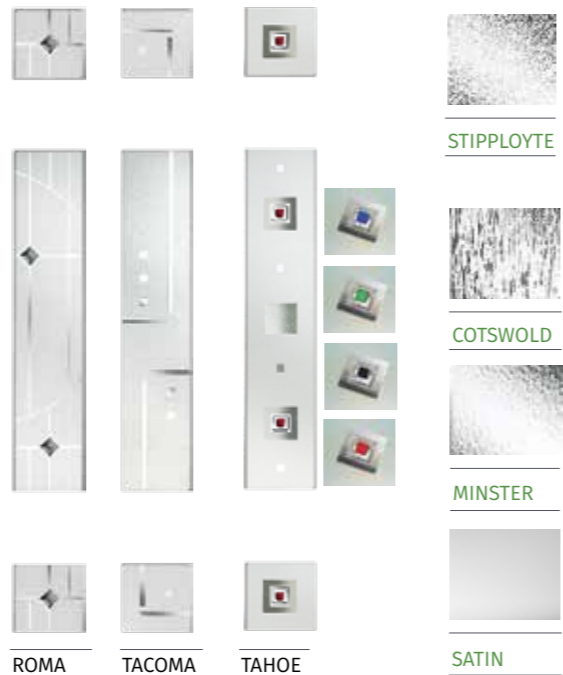 STIPPLOYTE
COTSWOLD
MINSTER
SATIN
ROMA
TACOMA
TAHOE